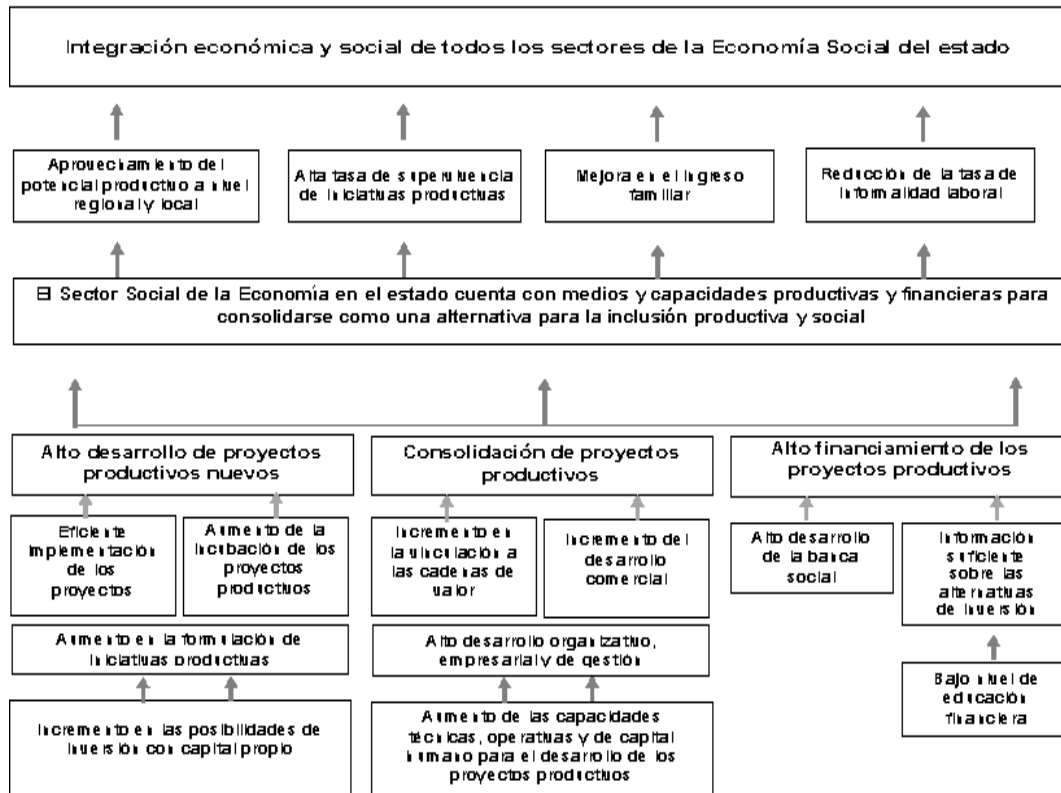 Integración económica y social de todos los sectores de la Economía Social del estado
Aprovechamiento del
potencial productivo a nivel
regional y local
Alta tasa de supervivencia
de iniciativas productivas
Mejora en el ingreso
familiar
Reducción de la tasa de
informalidad laboral
El Sector Social de la Economía en el estado cuenta con medios y capacidades productivas y financieras para
consolidarse como una alternativa para la inclusión productiva y social
Alto desarrollo de proyectos
productivos nuevos
Consolidación de proyectos
productivos
Alto financiamiento de los
proyectos productivos
Eficiente
implementación
de los
proyectos
Aumento de la
incubación de los
proyectos
productivos
Incremento en
la vinculación a
las cadenas de
valor
Incremento del
desarrollo
comercial
Alto desarrollo
de la banca
social
Información
suficiente
sobre las
alternativas
de inversión
Aumento en la formulación de
iniciativas productivas
Alto desarrollo organizativo,
empresarial y de gestión
Bajo nivel de
educación
financiera
Incremento en las posibilidades de
inversión con capital propio
Aumento de las capacidades
técnicas, operativas y de capital
humano para el desarrollo de los
proyectos productivos